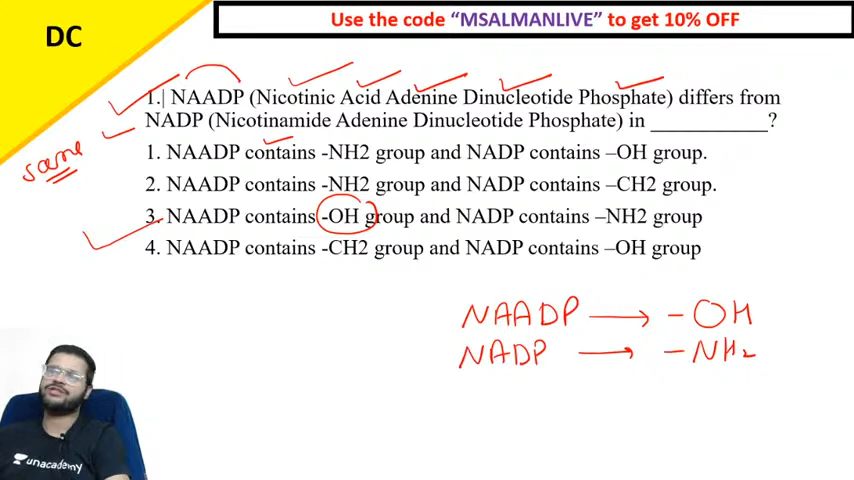 Use the code “MSALMANLIVE” to get 10% OFF
DC
1.| NAADP (Nicotinic Acid Adenine Dinucleotide Phosphate) differs from
NADP (Nicotinamide Adenine Dinucleotide Phosphate) in ___________?
same
1. NAADP contains -NH2 group and NADP contains –OH group.
2. NAADP contains -NH2 group and NADP contains –CH2 group.
3. NAADP contains -OH group and NADP contains –NH2 group
4. NAADP contains -CH2 group and NADP contains –OH group
NAADP → -OH
NADP → -NH2
unacademy